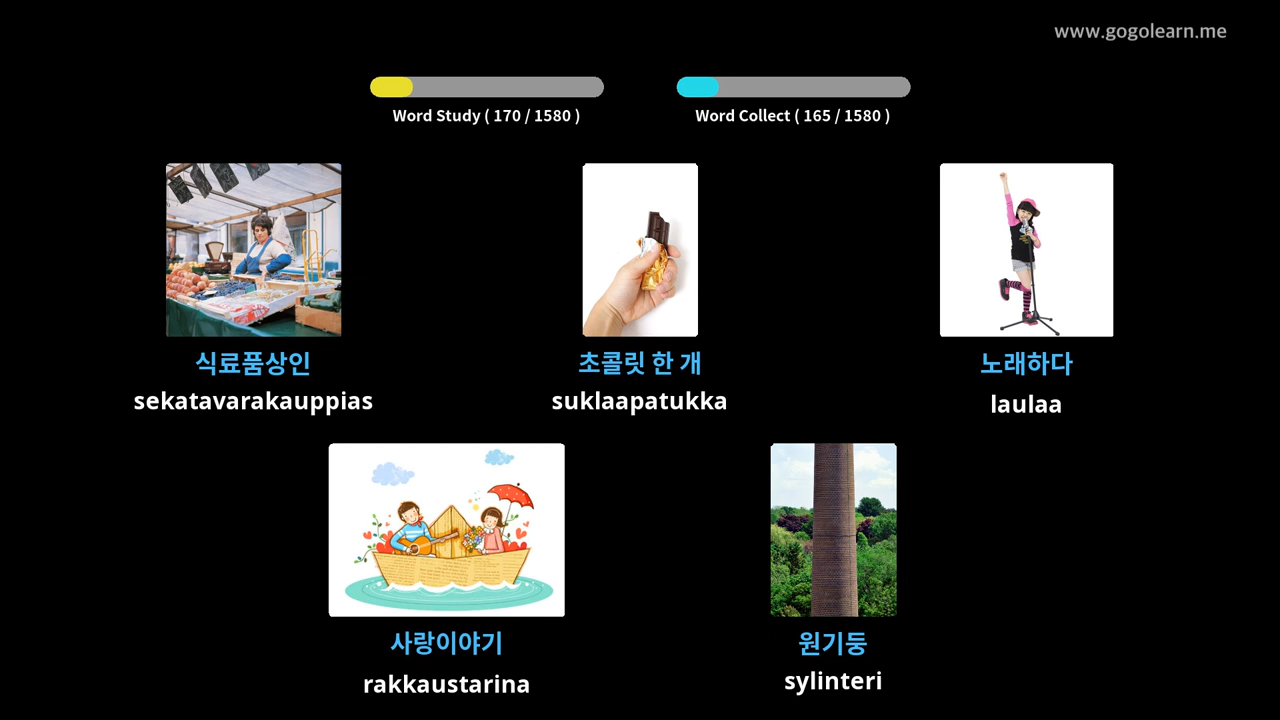 www.gogolearn.me
Word Study ( 170 / 1580 )
Word Collect ( 165 / 1580 )
식료품상인
초콜릿 한 개
노래하다
sekatavarakauppias
suklaapatukka
laulaa
사랑이야기
원기둥
rakkaustarina
sylinteri